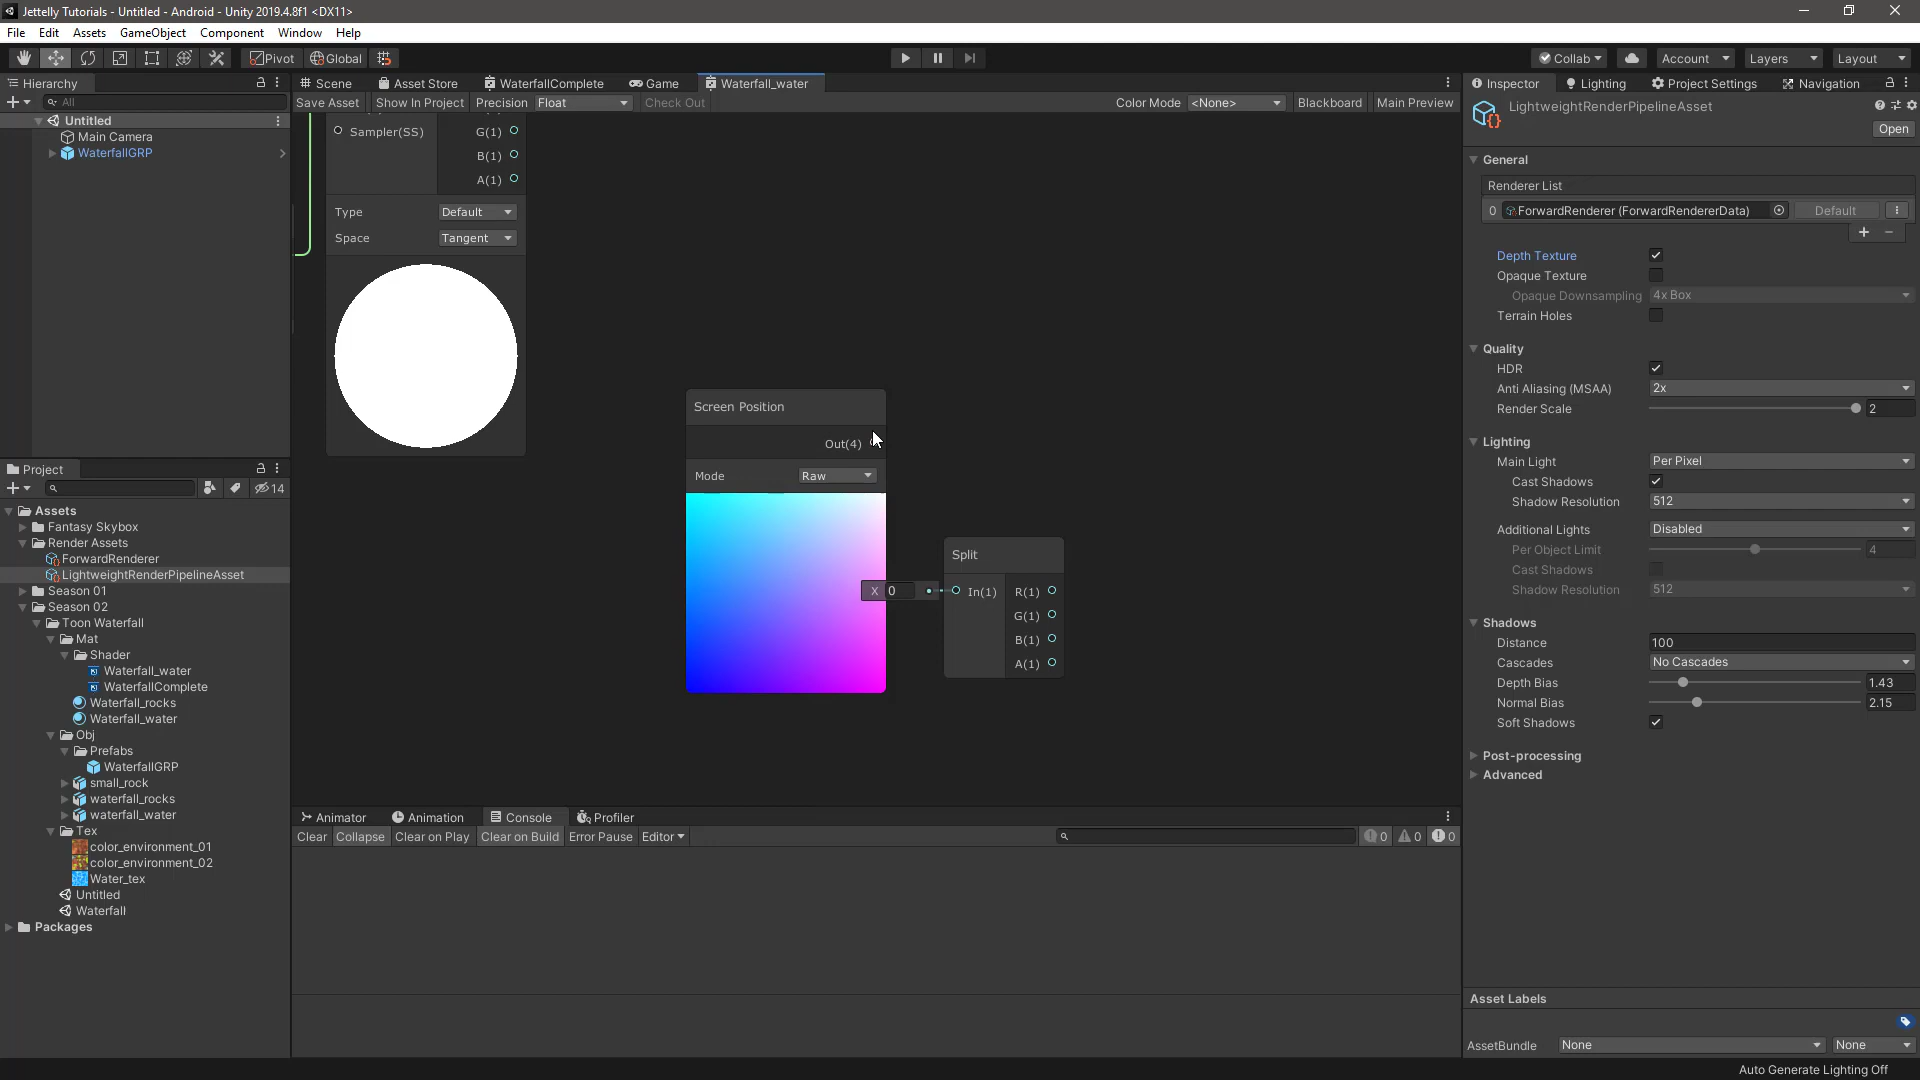 Jettelly Tutorials - Untitled - Android - Unity 2019.4.8f1 <DX11>
File Edit Assets GameObject Component Window Help
Pivot Global Collab Account Layers Layout
Hierarchy
All
Untitled
Main Camera
WaterfallGRP
Project
14
Assets
Fantasy Skybox
Render Assets
ForwardRenderer
LightweightRenderPipelineAsset
Season 01
Season 02
Toon Waterfall
Mat
Shader
Waterfall_water
WaterfallComplete
Waterfall_rocks
Waterfall_water
Obj
Prefabs
WaterfallGRP
small_rock
waterfall_rocks
waterfall_water
Tex
color_environment_01
color_environment_02
Water_tex
Untitled
Waterfall
Packages
Scene Asset Store WaterfallComplete Game Waterfall_water
Save Asset Show In Project Precision Float Check Out Color Mode <None> Blackboard Main Preview
Sampler(SS) G(1)
B(1)
A(1)
Type Default
Space Tangent
Screen Position
Out(4)
Mode Raw
Split
X 0 In(1) R(1)
G(1)
B(1)
A(1)
Animator Animation Console Profiler
Clear Collapse Clear on Play Clear on Build Error Pause Editor 0 0 0
Inspector Lighting Project Settings Navigation
LightweightRenderPipelineAsset
Open
General
Renderer List
0 ForwardRenderer (ForwardRendererData) Default
+ −
Depth Texture
Opaque Texture
Opaque Downsampling 4x Box
Terrain Holes
Quality
HDR
Anti Aliasing (MSAA) 2x
Render Scale 2
Lighting
Main Light Per Pixel
Cast Shadows
Shadow Resolution 512
Additional Lights Disabled
Per Object Limit 4
Cast Shadows
Shadow Resolution 512
Shadows
Distance 100
Cascades No Cascades
Depth Bias 1.43
Normal Bias 2.15
Soft Shadows
Post-processing
Advanced
Asset Labels
AssetBundle None None
Auto Generate Lighting Off